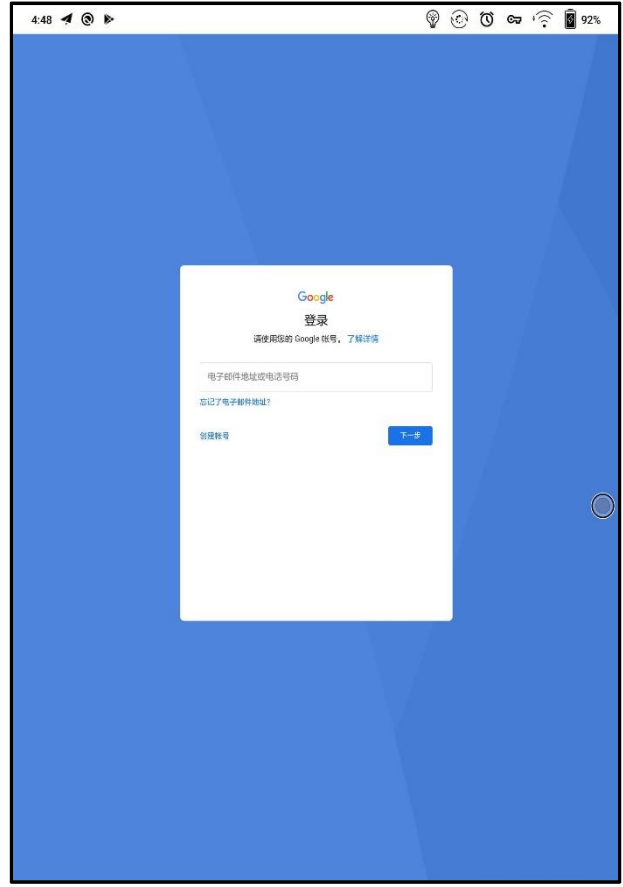 4:48 92%
Google
登录
请使用您的 Google 帐号。 了解详情
电子邮件地址或电话号码
忘记了电子邮件地址?
创建帐号 下一步